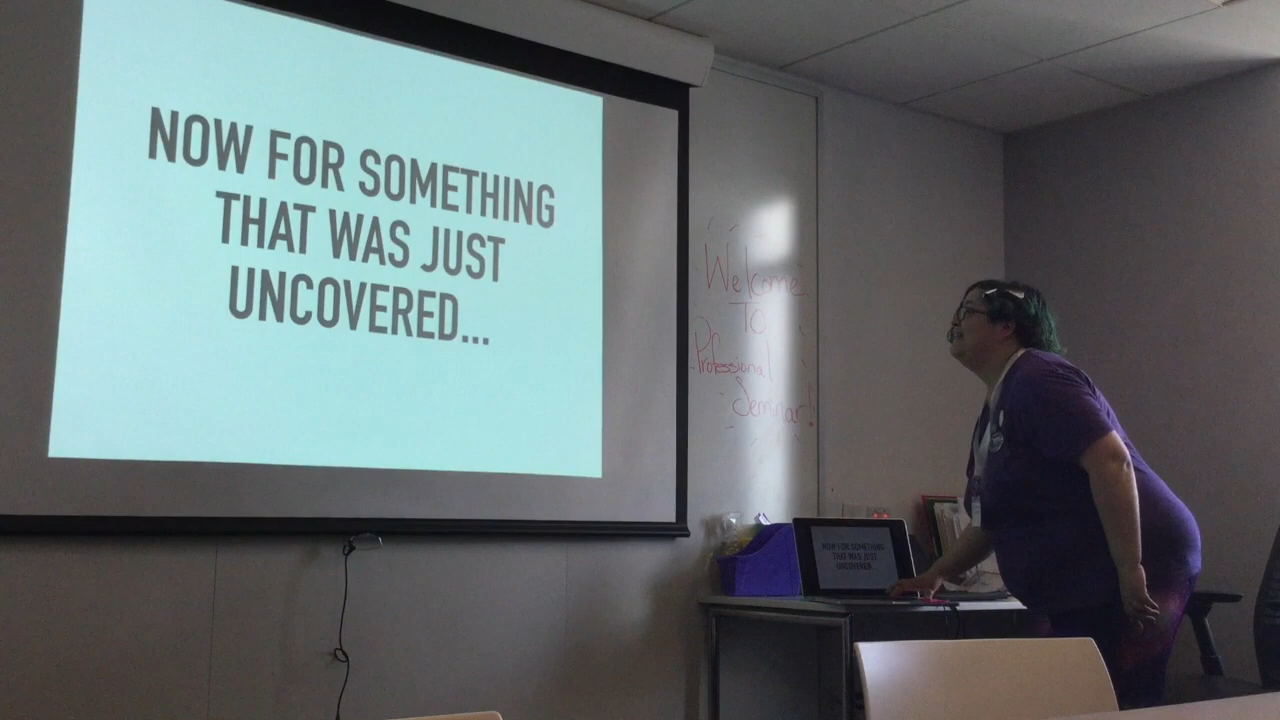 NOW FOR SOMETHING
THAT WAS JUST
UNCOVERED...
Welcome
To
Professional
Seminar!
NOW FOR SOMETHING
THAT WAS JUST
UNCOVERED...